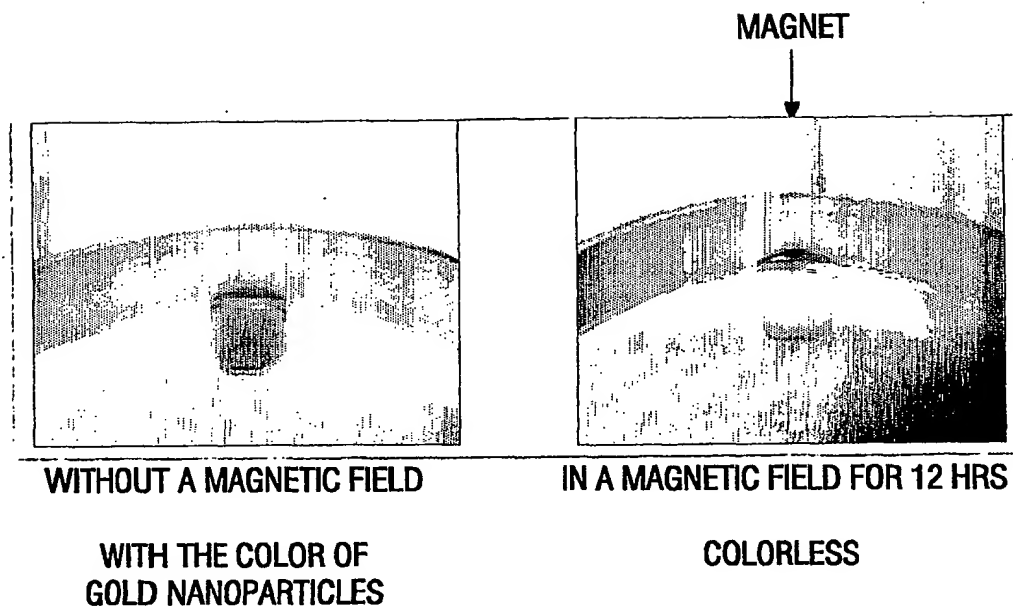 MAGNET
WITHOUT A MAGNETIC FIELD
IN A MAGNETIC FIELD FOR 12 HRS
WITH THE COLOR OF
GOLD NANOPARTICLES
COLORLESS